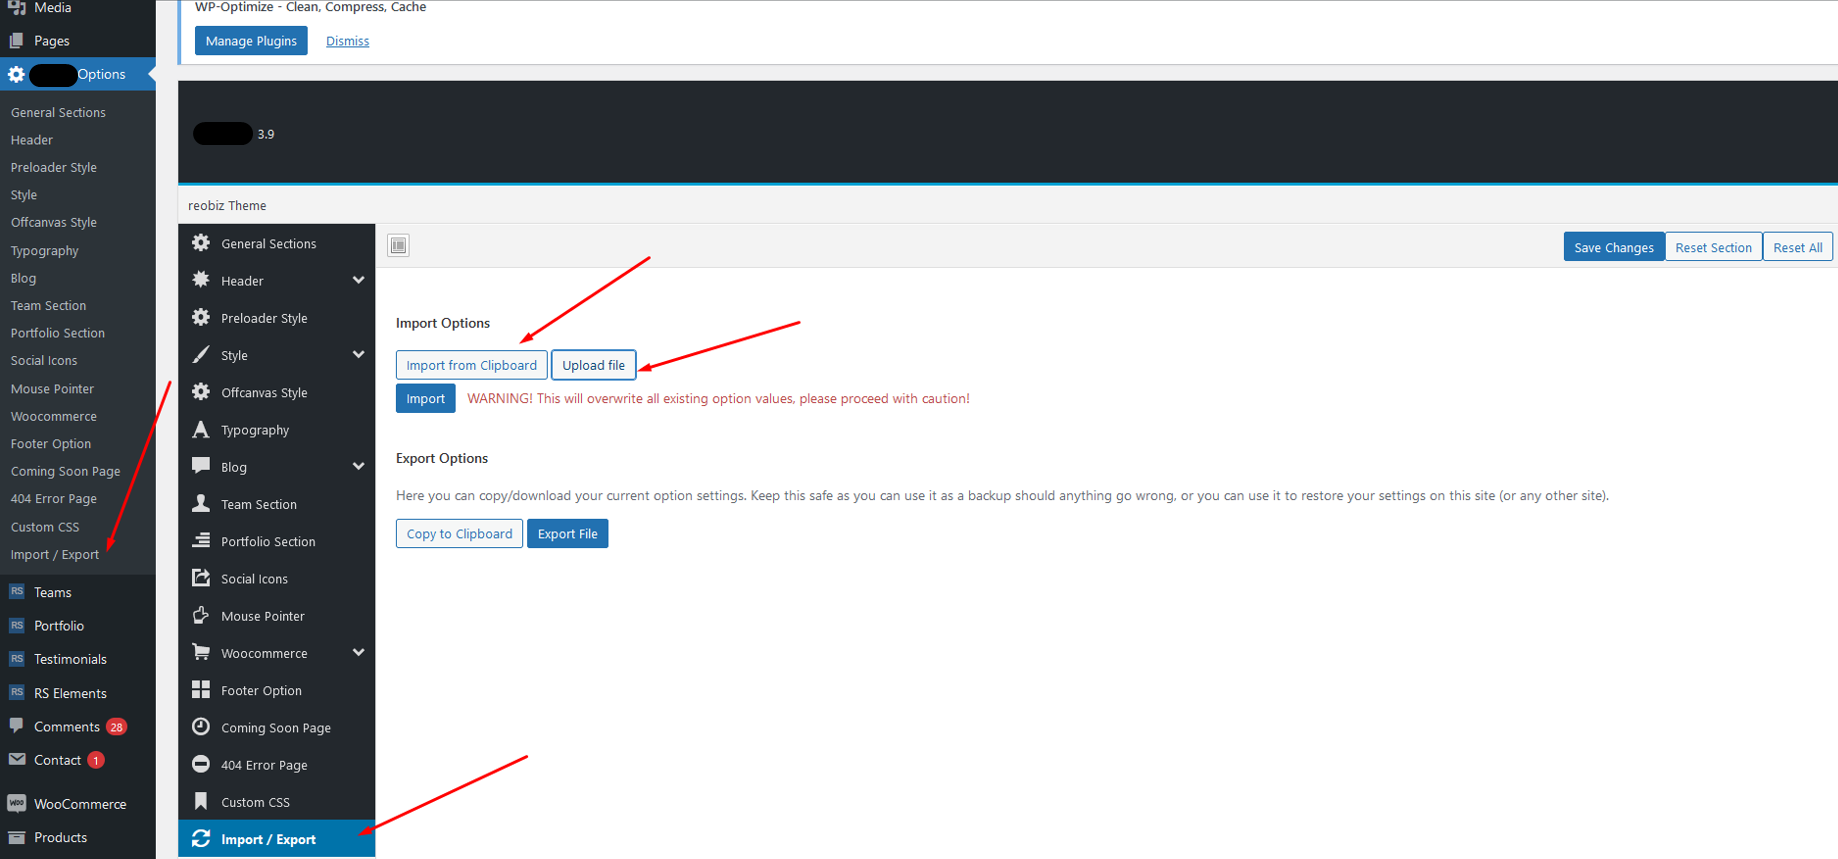 Media
Pages
Options
General Sections
Header
Preloader Style
Style
Offcanvas Style
Typography
Blog
Team Section
Portfolio Section
Social Icons
Mouse Pointer
Woocommerce
Footer Option
Coming Soon Page
404 Error Page
Custom CSS
Import / Export
RS Teams
RS Portfolio
RS Testimonials
RS RS Elements
Comments 28
Contact 1
WOO WooCommerce
Products
WP-Optimize - Clean, Compress, Cache
Manage Plugins Dismiss
3.9
reobiz Theme
General Sections
Header
Preloader Style
Style
Offcanvas Style
Typography
Blog
Team Section
Portfolio Section
Social Icons
Mouse Pointer
Woocommerce
Footer Option
Coming Soon Page
404 Error Page
Custom CSS
Import / Export
Save Changes Reset Section Reset All
Import Options
Import from Clipboard Upload file
Import WARNING! This will overwrite all existing option values, please proceed with caution!
Export Options
Here you can copy/download your current option settings. Keep this safe as you can use it as a backup should anything go wrong, or you can use it to restore your settings on this site (or any other site).
Copy to Clipboard Export File